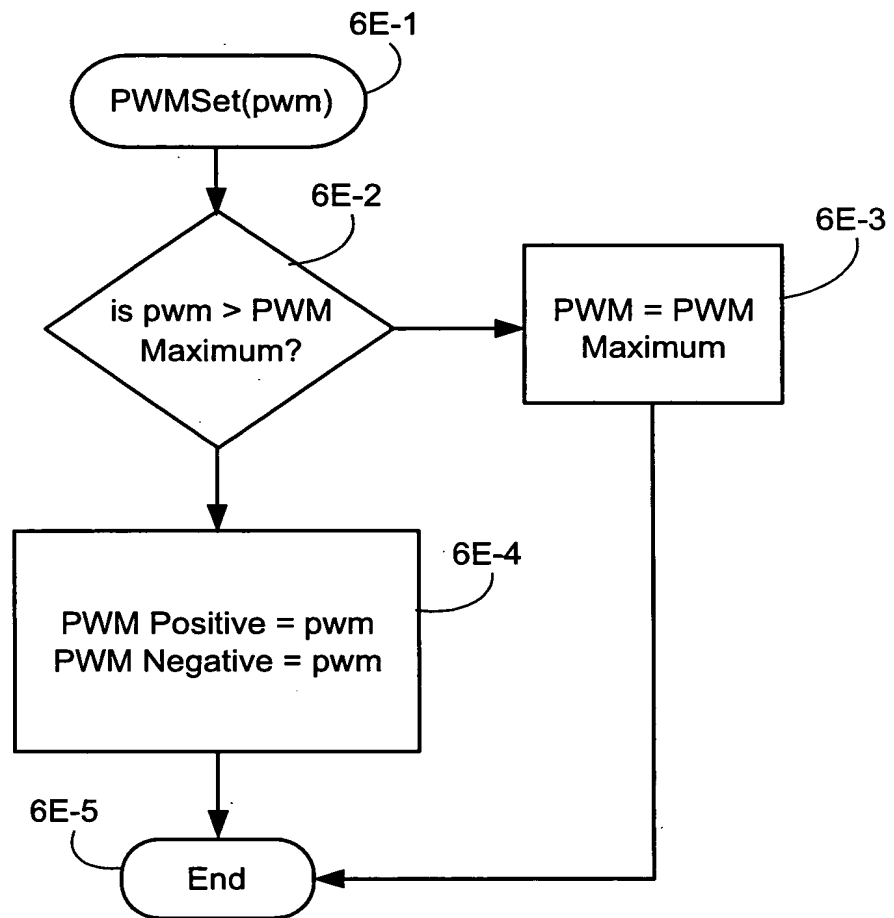 6E-1
PWMSet(pwm)
6E-2
is pwm > PWM
Maximum?
6E-3
PWM = PWM
Maximum
6E-4
PWM Positive = pwm
PWM Negative = pwm
6E-5
End